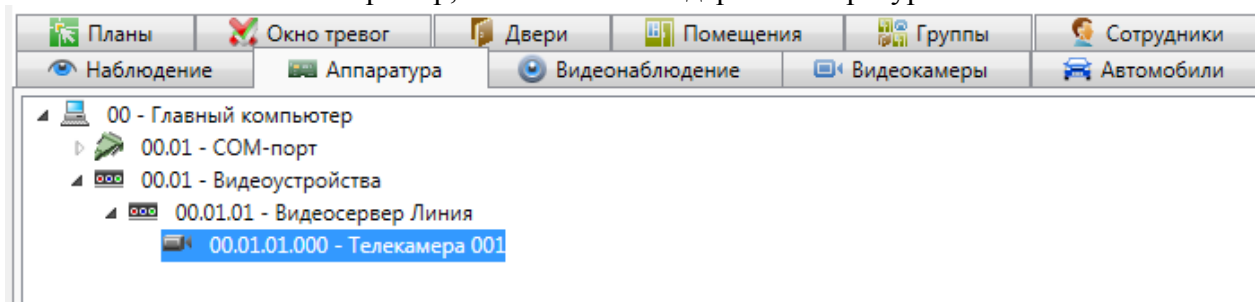 Планы Окно тревог Двери Помещения Группы Сотрудники
Наблюдение Аппаратура Видеонаблюдение Видеокамеры Автомобили
00 - Главный компьютер
00.01 - COM-порт
00.01 - Видеоустройства
00.01.01 - Видеосервер Линия
00.01.01.000 - Телекамера 001